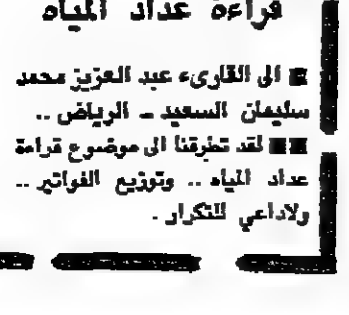 قراءة عداد المياه
الى القارىء عبد العزيز محمد
سليمان السعيد ـ الرياض ..
لقد تطرقنا الى موضوع قراءة
عداد المياه .. وتوزيع الفواتير ..
ولاداعي للتكرار .